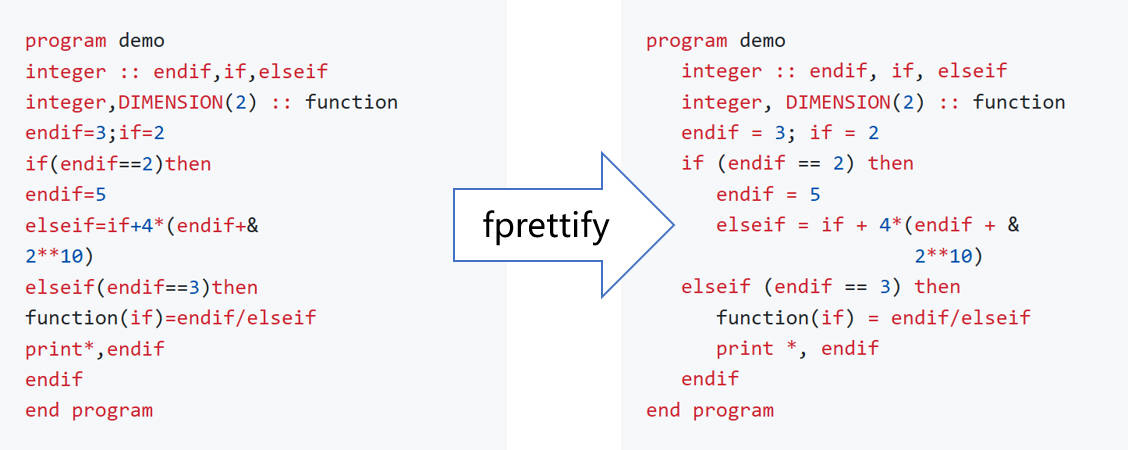 program demo
integer :: endif,if,elseif
integer,DIMENSION(2) :: function
endif=3;if=2
if(endif==2)then
endif=5
elseif=if+4*(endif+&
2**10)
elseif(endif==3)then
function(if)=endif/elseif
print*,endif
endif
end program
fprettify
program demo
   integer :: endif, if, elseif
   integer, DIMENSION(2) :: function
   endif = 3; if = 2
   if (endif == 2) then
      endif = 5
      elseif = if + 4*(endif + &
                       2**10)
   elseif (endif == 3) then
      function(if) = endif/elseif
      print *, endif
   endif
end program